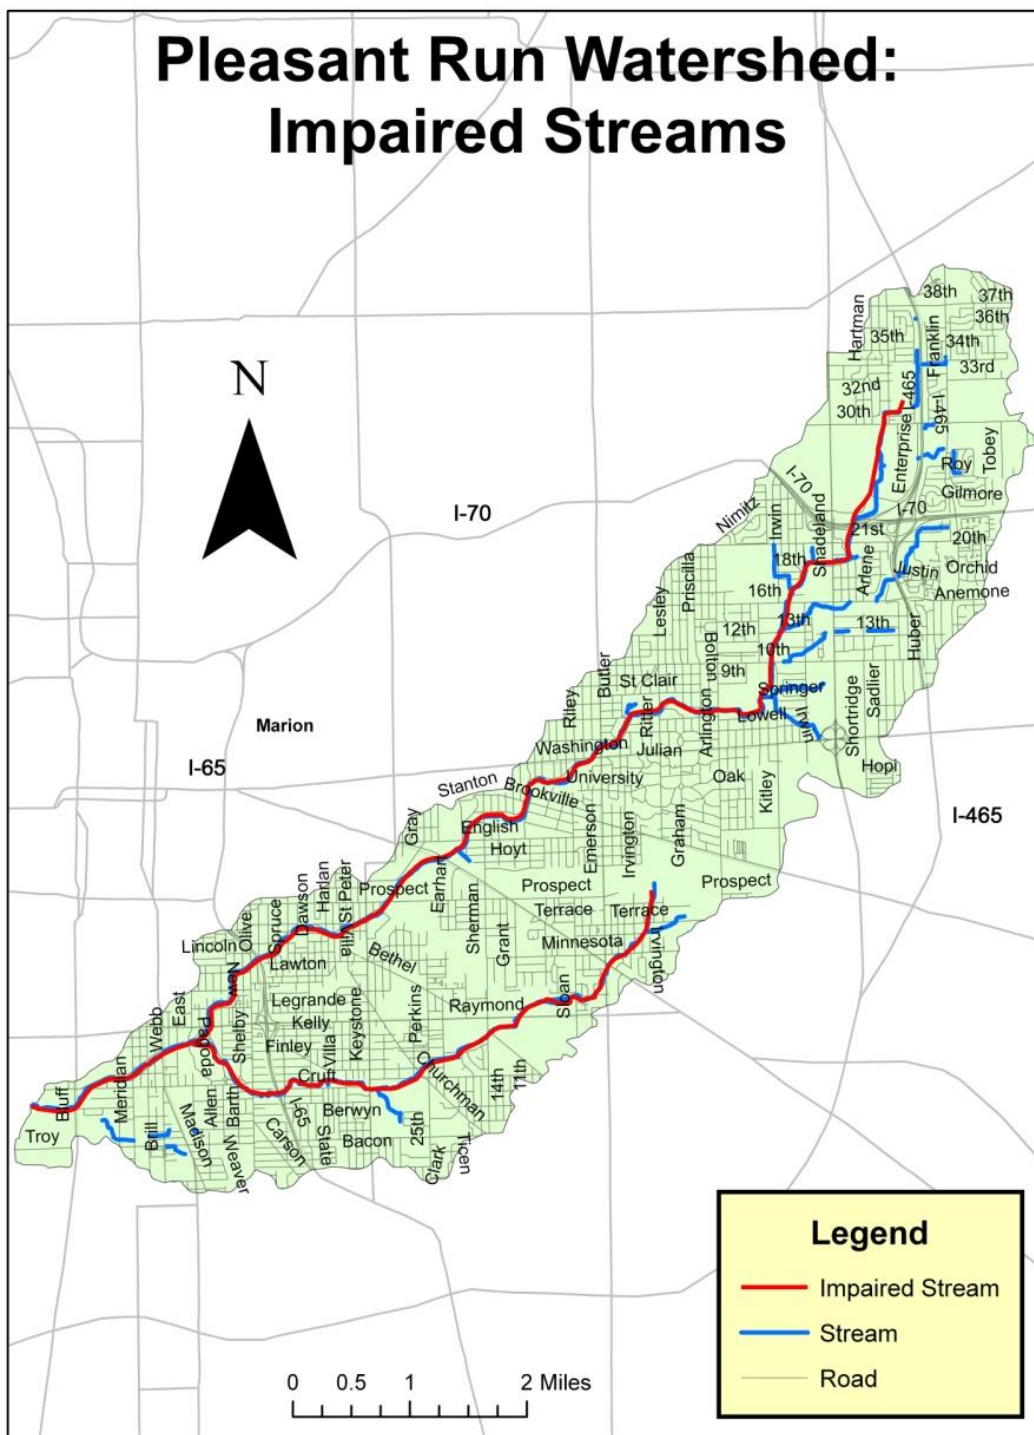 Pleasant Run Watershed:
Impaired Streams
N
38th
37th
Hartman
35th
Franklin
36th
34th
33rd
32nd
30th
I-465
I-465
Enterprise
Tobey
Roy
I-70
Gilmore
I-70
I-70
Nimitz
Irwin
Shadeland
21st
20th
18th
Arlene
Justin
Orchid
Anemone
Priscilla
Lesley
16th
13th
13th
12th
Huber
10th
Bolton
9th
Butler
St Clair
Springer
Sadlier
Riley
Ritter
Arlington
Lowell
Irwin
Shortridge
Marion
Washington
Julian
I-65
Stanton
University
Oak
Kitley
Hopl
Brookville
I-465
Gray
English
Hoyt
Emerson
Irvington
Graham
Harlan
St Peter
Prospect
Earhart
Prospect
Prospect
Dawson
Spruce
Olive
Villa
Sherman
Grant
Terrace
Terrace
Lincoln
Lawton
Bethel
Minnesota
Irvington
New
Legrande
Raymond
Sloan
Webb
East
Pagoda
Shelby
Kelly
Keystone
Perkins
Finley
Villa
Meridian
Cruft
Churchman
Bluff
Allen
Barth
I-65
Berwyn
14th
11th
Troy
Brill
Madison
Weaver
Carson
State
Bacon
25th
Clark
Ticen
Legend
Impaired Stream
Stream
Road
0 0.5 1 2 Miles